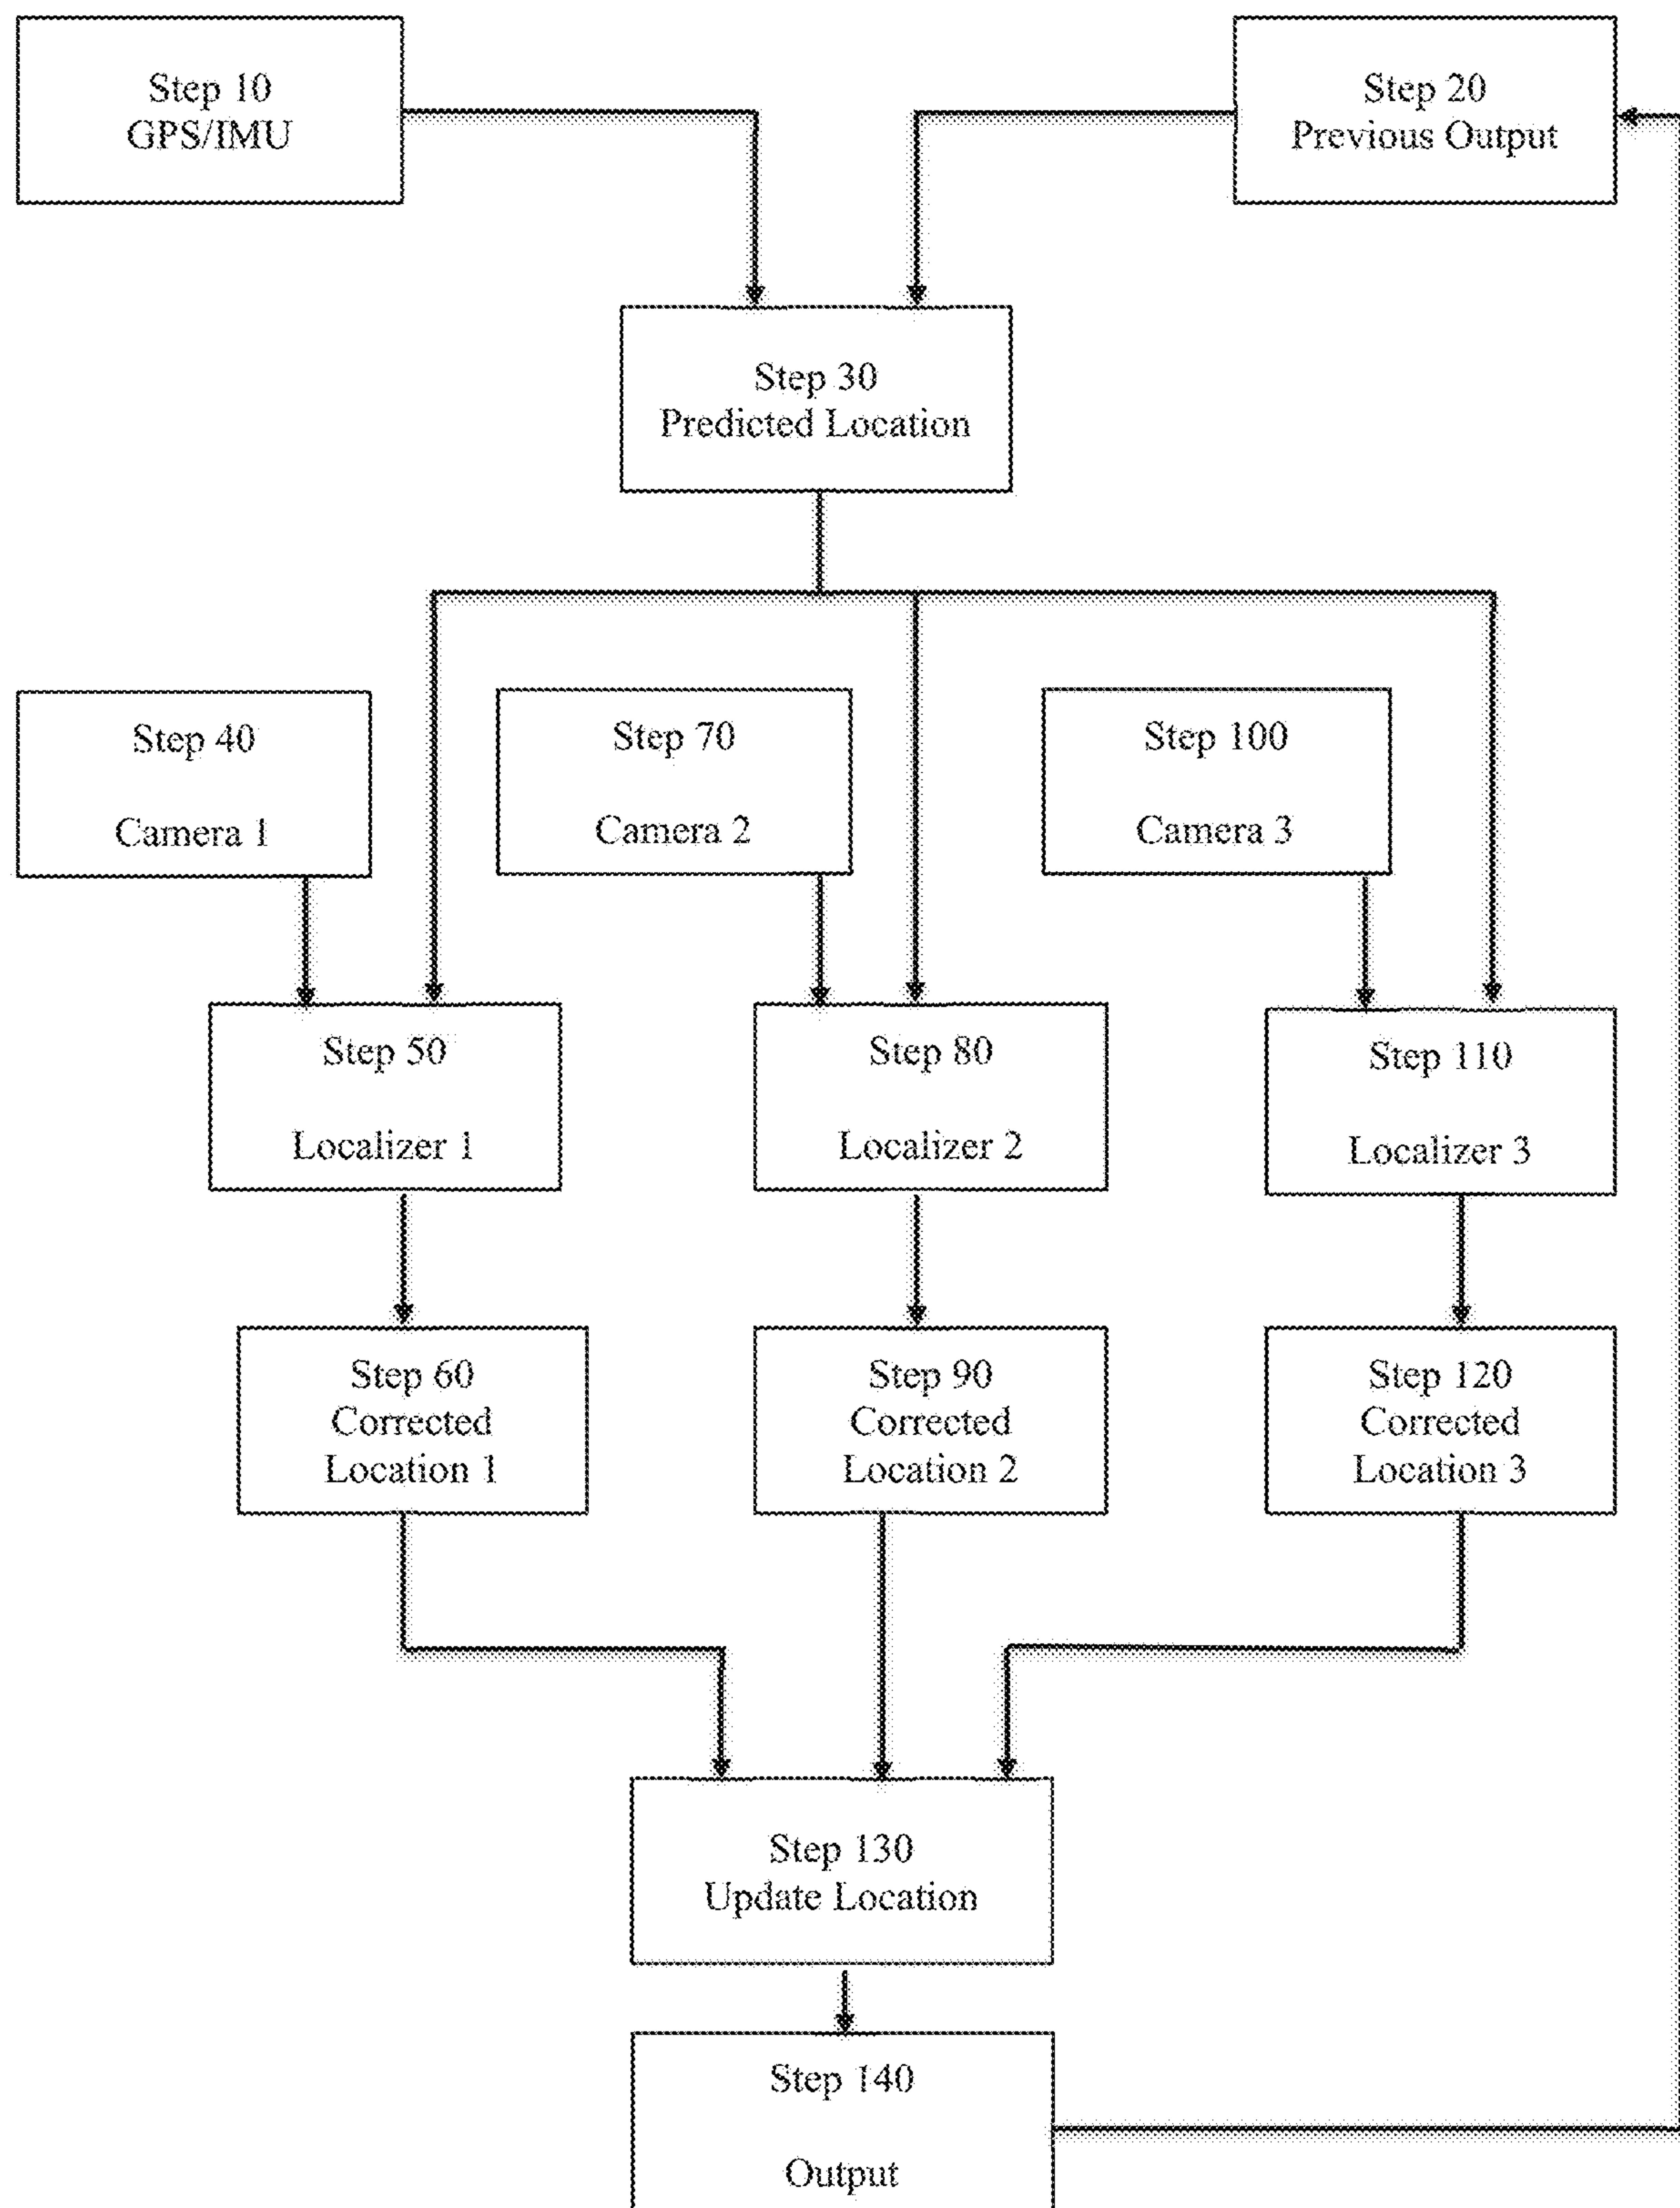 Step 10
GPS/IMU
Step 20
Previous Output
Step 30
Predicted Location
Step 40
Camera 1
Step 70
Camera 2
Step 100
Camera 3
Step 50
Localizer 1
Step 80
Localizer 2
Step 110
Localizer 3
Step 60
Corrected
Location 1
Step 90
Corrected
Location 2
Step 120
Corrected
Location 3
Step 130
Update Location
Step 140
Output